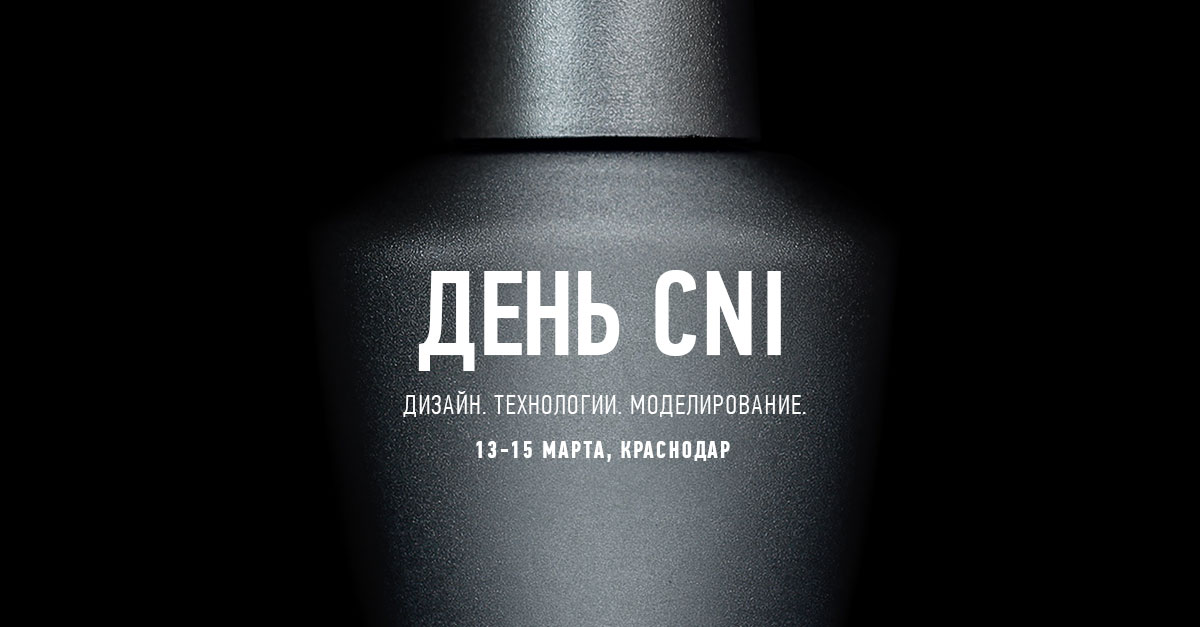 ДЕНЬ CNI
ДИЗАЙН. ТЕХНОЛОГИИ. МОДЕЛИРОВАНИЕ.
13-15 МАРТА, КРАСНОДАР